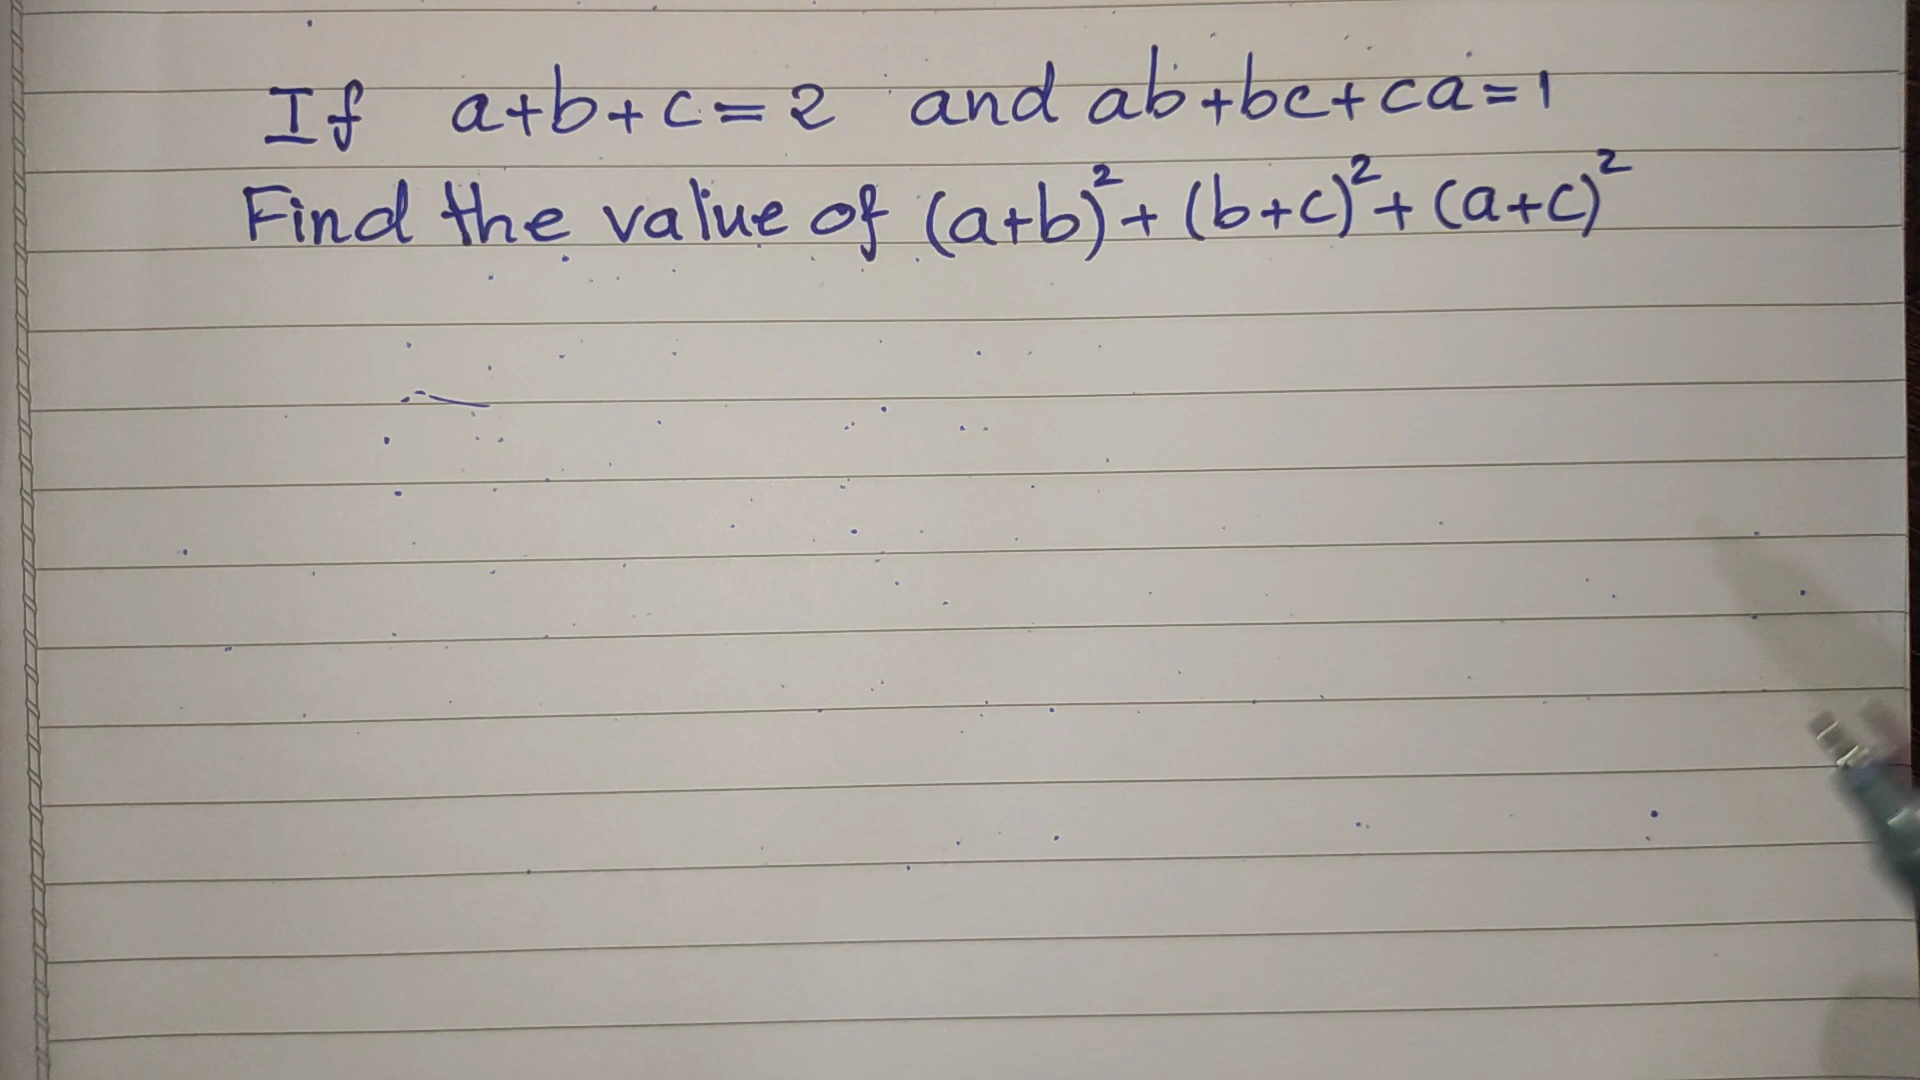 If a+b+c=2 and ab+bc+ca=1
Find the value of (a+b)²+(b+c)²+(a+c)²